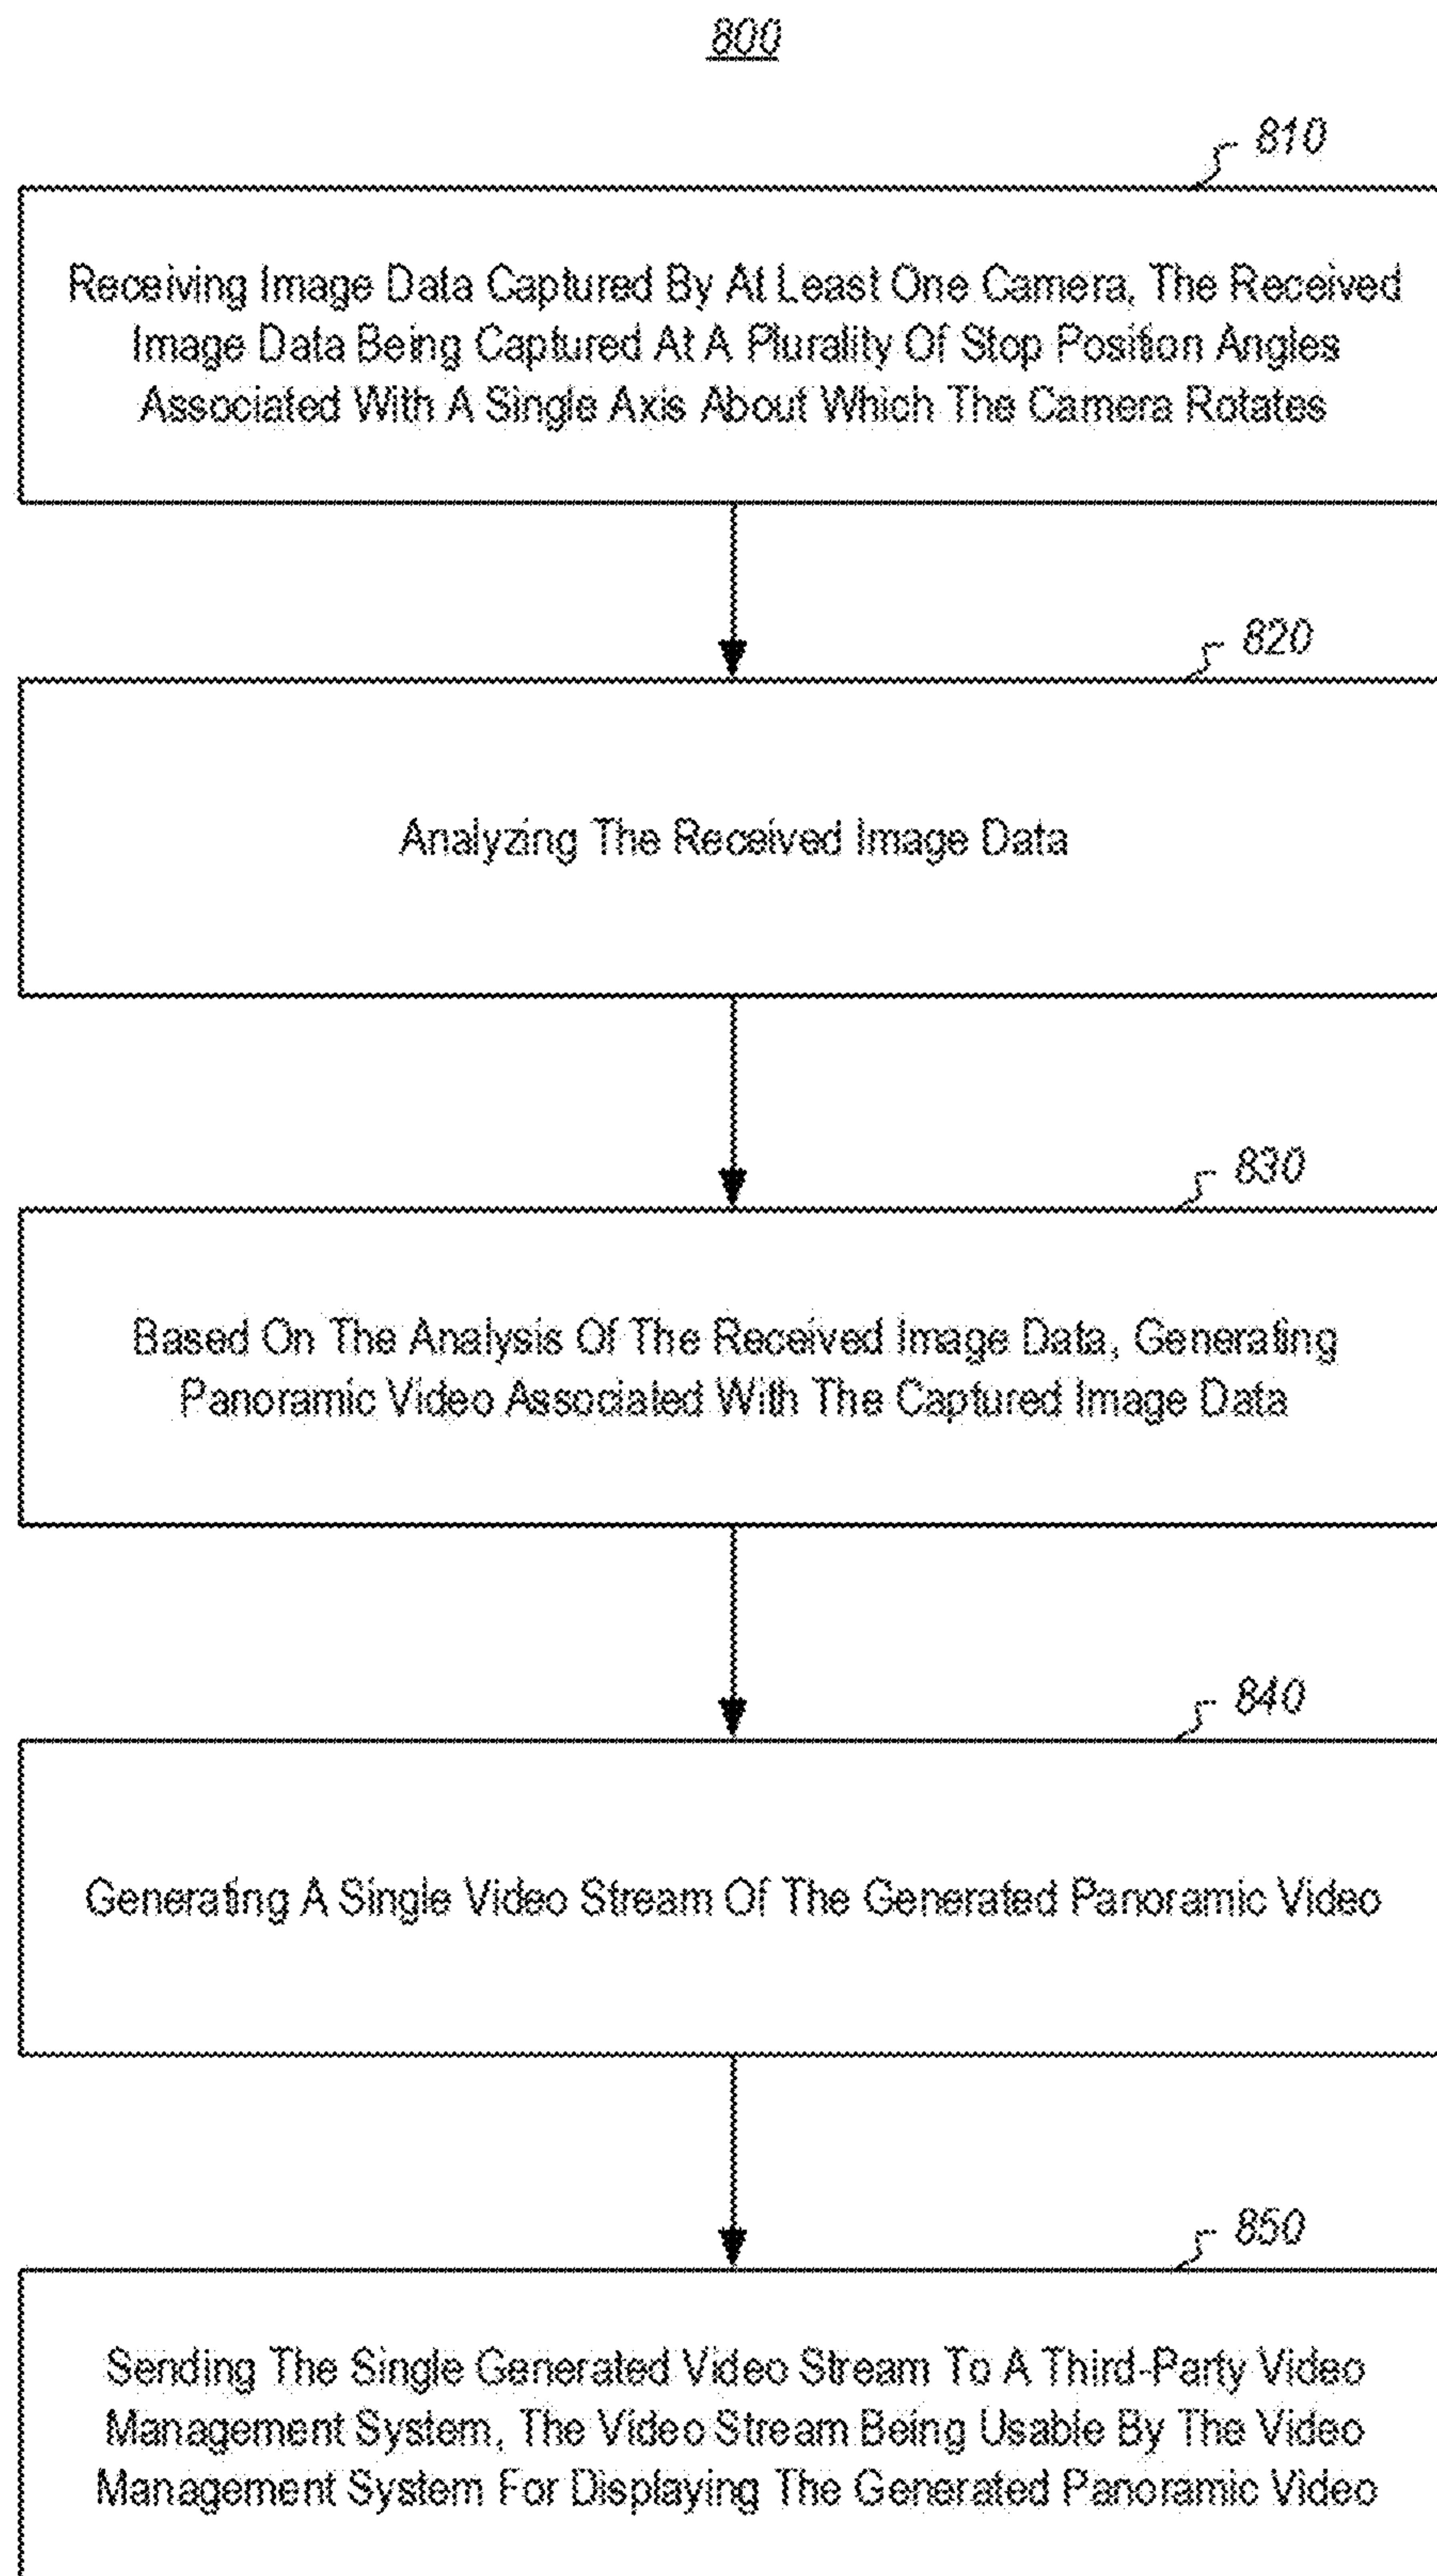 800
810
Receiving Image Data Captured By At Least One Camera, The Received
Image Data Being Captured At A Plurality Of Stop Position Angles
Associated With A Single Axis About Which The Camera Rotates
820
Analyzing The Received Image Data
830
Based On The Analysis Of The Received Image Data, Generating
Panoramic Video Associated With The Captured Image Data
840
Generating A Single Video Stream Of The Generated Panoramic Video
850
Sending The Single Generated Video Stream To A Third-Party Video
Management System, The Video Stream Being Usable By The Video
Management System For Displaying The Generated Panoramic Video